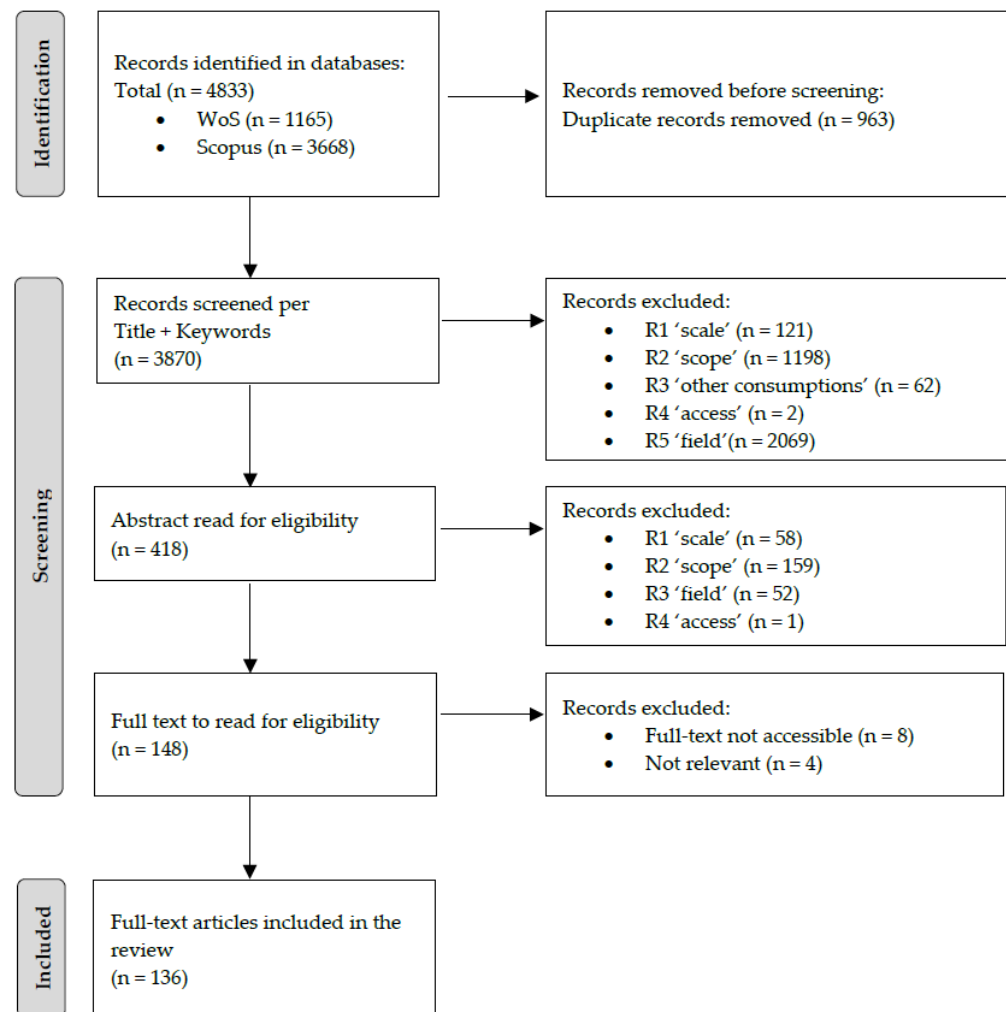 Identification
Records identified in databases:
Total (n = 4833)
• WoS (n = 1165)
• Scopus (n = 3668)
Records removed before screening:
Duplicate records removed (n = 963)
Screening
Records screened per
Title + Keywords
(n = 3870)
Records excluded:
• R1 ‘scale’ (n = 121)
• R2 ‘scope’ (n = 1198)
• R3 ‘other consumptions’ (n = 62)
• R4 ‘access’ (n = 2)
• R5 ‘field’(n = 2069)
Abstract read for eligibility
(n = 418)
Records excluded:
• R1 ‘scale’ (n = 58)
• R2 ‘scope’ (n = 159)
• R3 ‘field’ (n = 52)
• R4 ‘access’ (n = 1)
Full text to read for eligibility
(n = 148)
Records excluded:
• Full-text not accessible (n = 8)
• Not relevant (n = 4)
Included
Full-text articles included in the
review
(n = 136)